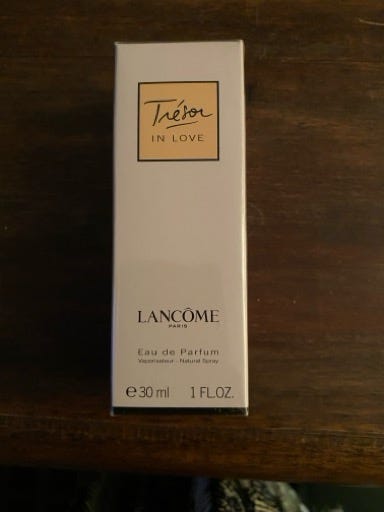 Trésor
IN LOVE
LANCÔME
PARIS
Eau de Parfum
Vaporisateur - Natural Spray
℮ 30 ml 1 FL.OZ.